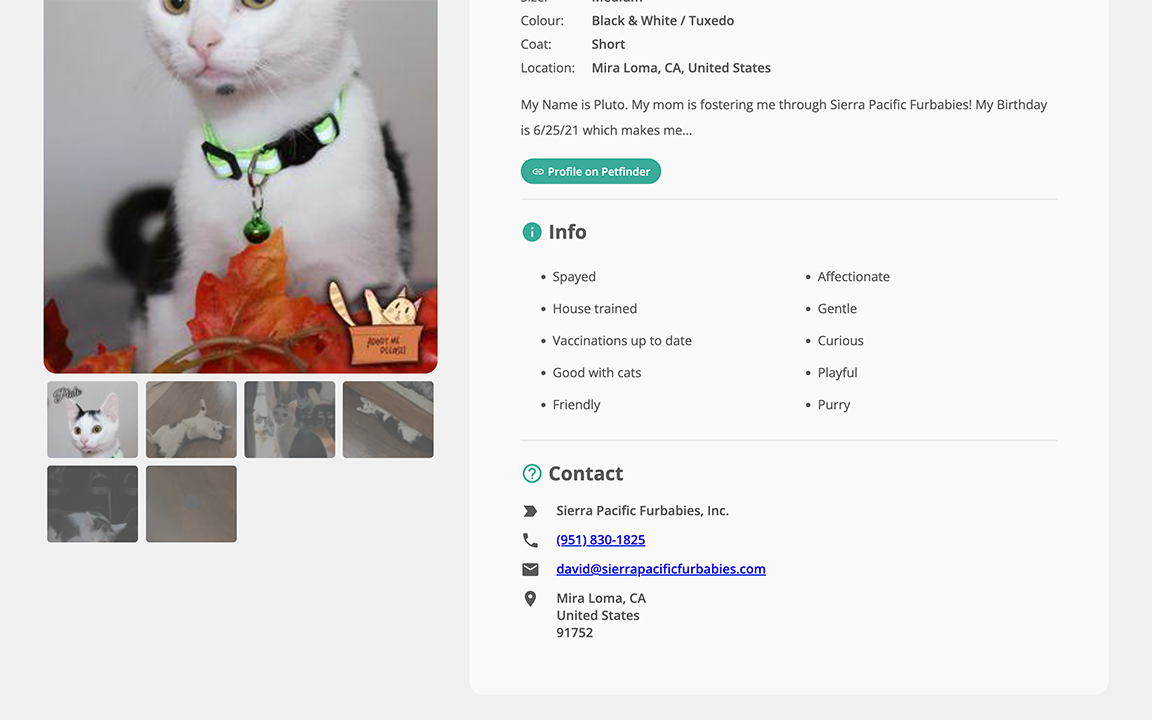 Size: Medium
Colour: Black & White / Tuxedo
Coat: Short
Location: Mira Loma, CA, United States
My Name is Pluto. My mom is fostering me through Sierra Pacific Furbabies! My Birthday
is 6/25/21 which makes me...
Profile on Petfinder
Info
Spayed
House trained
Vaccinations up to date
Good with cats
Friendly
Affectionate
Gentle
Curious
Playful
Purry
Contact
Sierra Pacific Furbabies, Inc.
(951) 830-1825
david@sierrapacificfurbabies.com
Mira Loma, CA
United States
91752
ADOPT ME
PLEASE!
Pluto